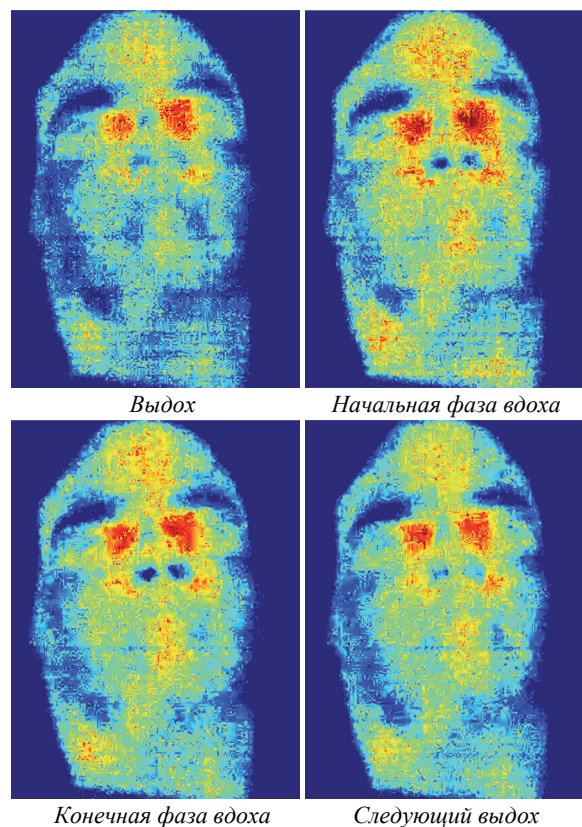 Выдох
Начальная фаза вдоха
Конечная фаза вдоха
Следующий выдох